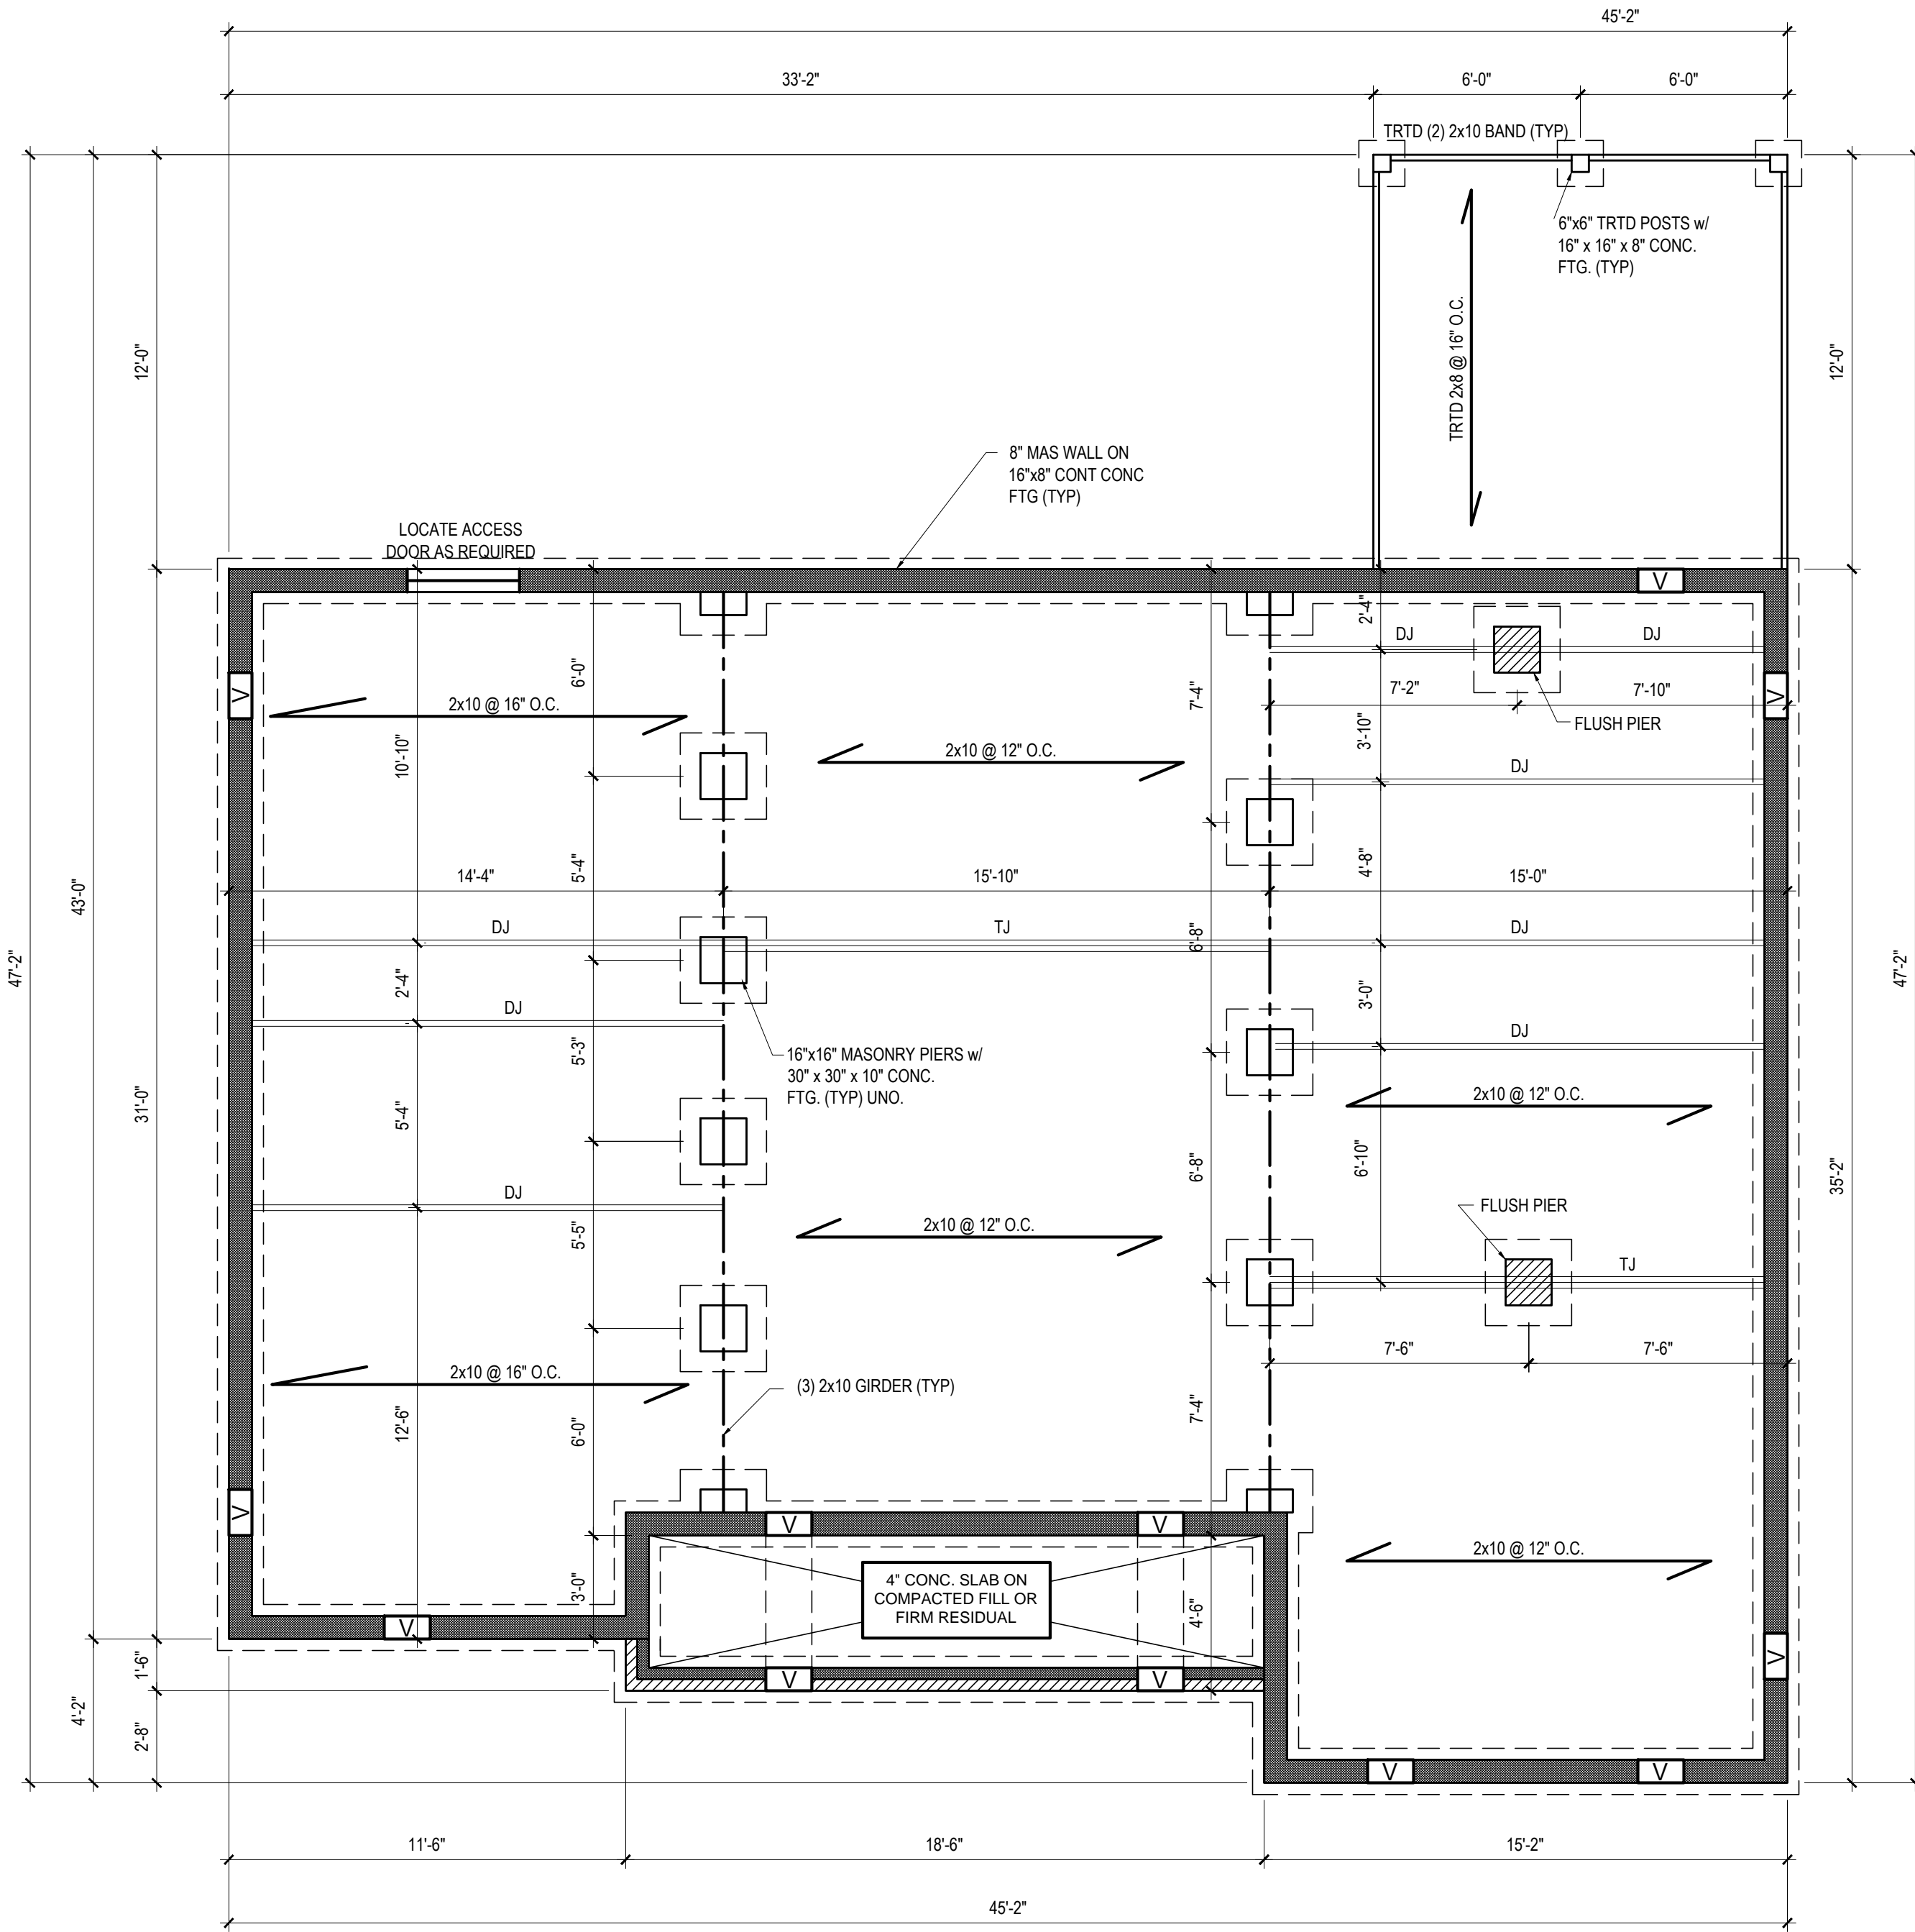 45'-2"
33'-2"
6'-0"
6'-0"
TRTD (2) 2x10 BAND (TYP)
6"x6" TRTD POSTS w/
16" x 16" x 8" CONC.
FTG. (TYP)
TRTD 2x8 @ 16" O.C.
12'-0"
12'-0"
8" MAS WALL ON
16"x8" CONT CONC
FTG (TYP)
LOCATE ACCESS
DOOR AS REQUIRED
V
2'-4"
DJ
DJ
6'-0"
7'-4"
7'-2"
7'-10"
V
V
2x10 @ 16" O.C.
FLUSH PIER
10'-10"
3'-10"
2x10 @ 12" O.C.
DJ
5'-4"
4'-8"
14'-4"
15'-10"
15'-0"
43'-0"
47'-2"
47'-2"
DJ
TJ
6'-8"
DJ
2'-4"
3'-0"
DJ
DJ
5'-3"
16"x16" MASONRY PIERS w/
30" x 30" x 10" CONC.
FTG. (TYP) UNO.
31'-0"
5'-4"
2x10 @ 12" O.C.
6'-8"
6'-10"
35'-2"
DJ
FLUSH PIER
5'-5"
2x10 @ 12" O.C.
TJ
7'-6"
7'-6"
2x10 @ 16" O.C.
(3) 2x10 GIRDER (TYP)
12'-6"
6'-0"
7'-4"
V
V
V
2x10 @ 12" O.C.
4" CONC. SLAB ON
COMPACTED FILL OR
FIRM RESIDUAL
3'-0"
4'-6"
V
1'-6"
V
V
V
4'-2"
2'-8"
V
V
11'-6"
18'-6"
15'-2"
45'-2"